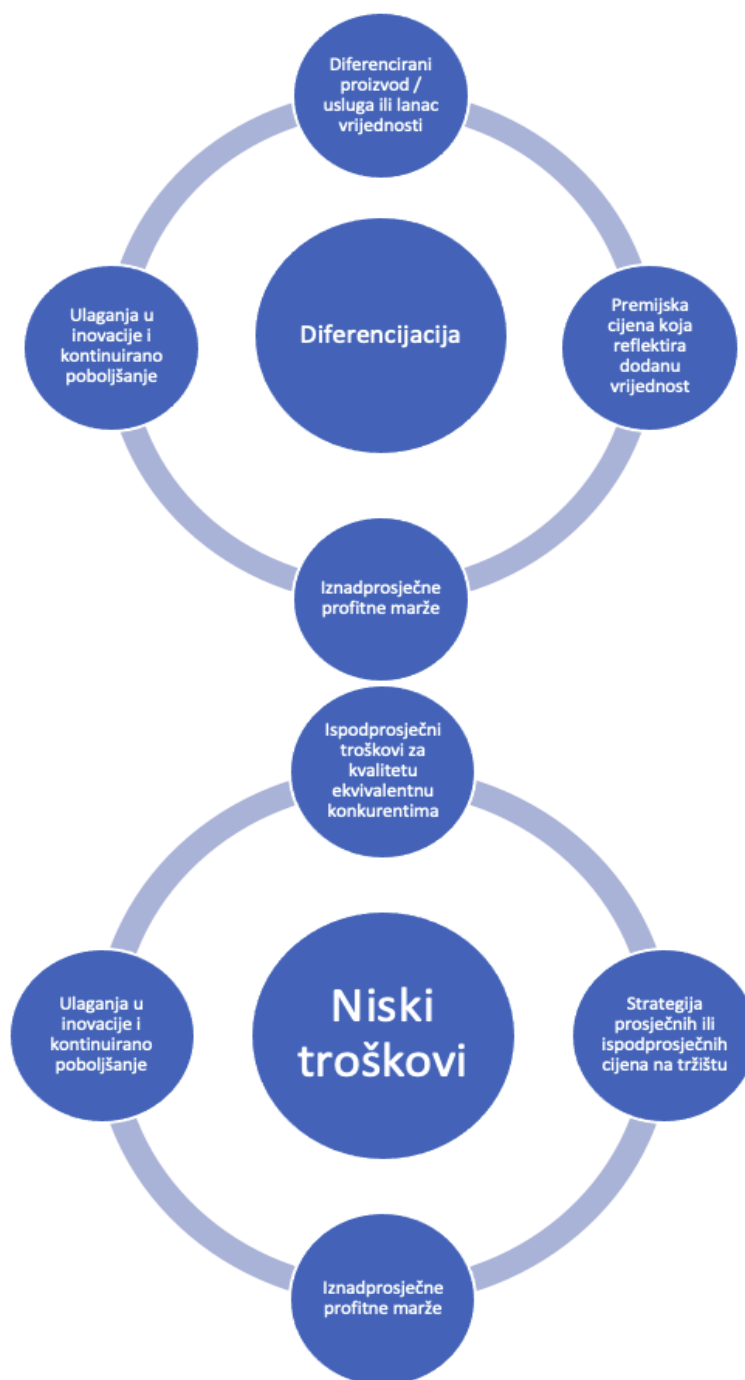 Diferencirani
proizvod /
usluga ili lanac
vrijednosti
Ulaganja u
inovacije i
kontinuirano
poboljšanje
Diferencijacija
Premijska
cijena koja
reflektira
dodanu
vrijednost
Iznadprosječne
profitne marže
Ispodprosječni
troškovi za
kvalitetu
ekvivalentnu
konkurentima
Ulaganja u
inovacije i
kontinuirano
poboljšanje
Niski
troškovi
Strategija
prosječnih ili
ispodprosječnih
cijena na tržištu
Iznadprosječne
profitne marže